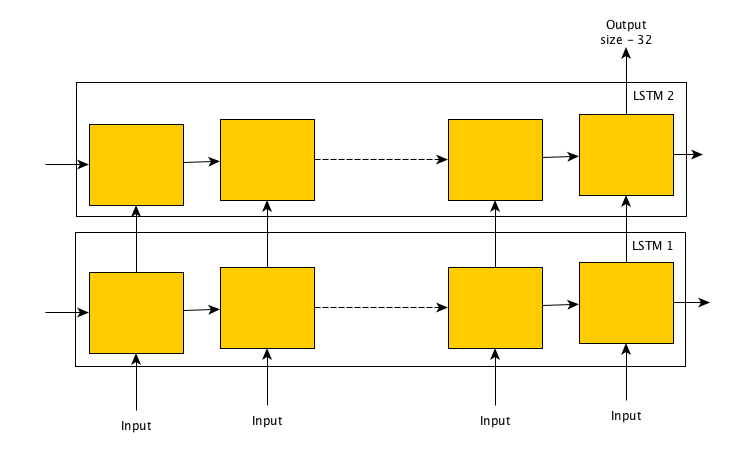 Output
size – 32
LSTM 2
LSTM 1
Input
Input
Input
Input